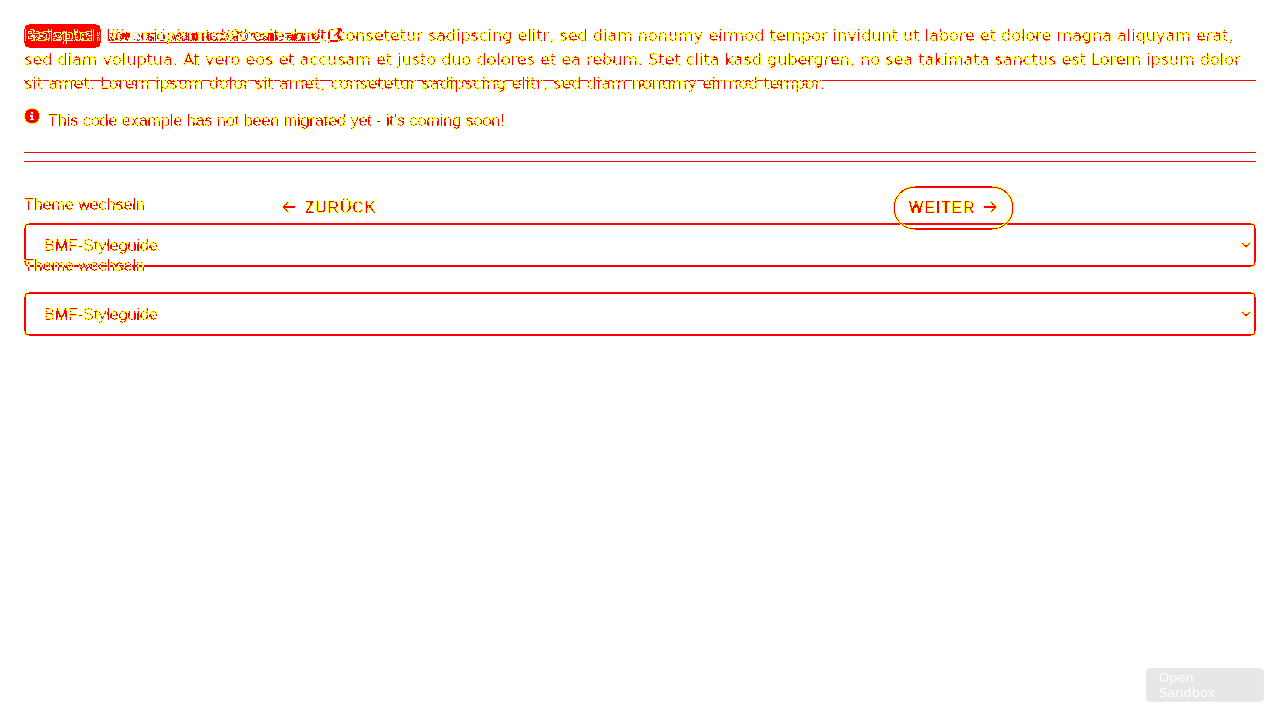 consetetur sadipscing elitr, sed diam nonumy eirmod tempor invidunt ut labore et dolore magna aliquyam erat,
sed diam voluptua. At vero eos et accusam et justo duo dolores et ea rebum. Stet clita kasd gubergren, no sea takimata sanctus est Lorem ipsum dolor
sit amet. Lorem ipsum dolor sit amet, consetetur sadipscing elitr, sed diam nonumy eirmod tempor.
This code example has not been migrated yet - it's coming soon!
Theme wechseln
← ZURÜCK
WEITER →
BMF-Styleguide
Theme wechseln
BMF-Styleguide
Open
Sandbox